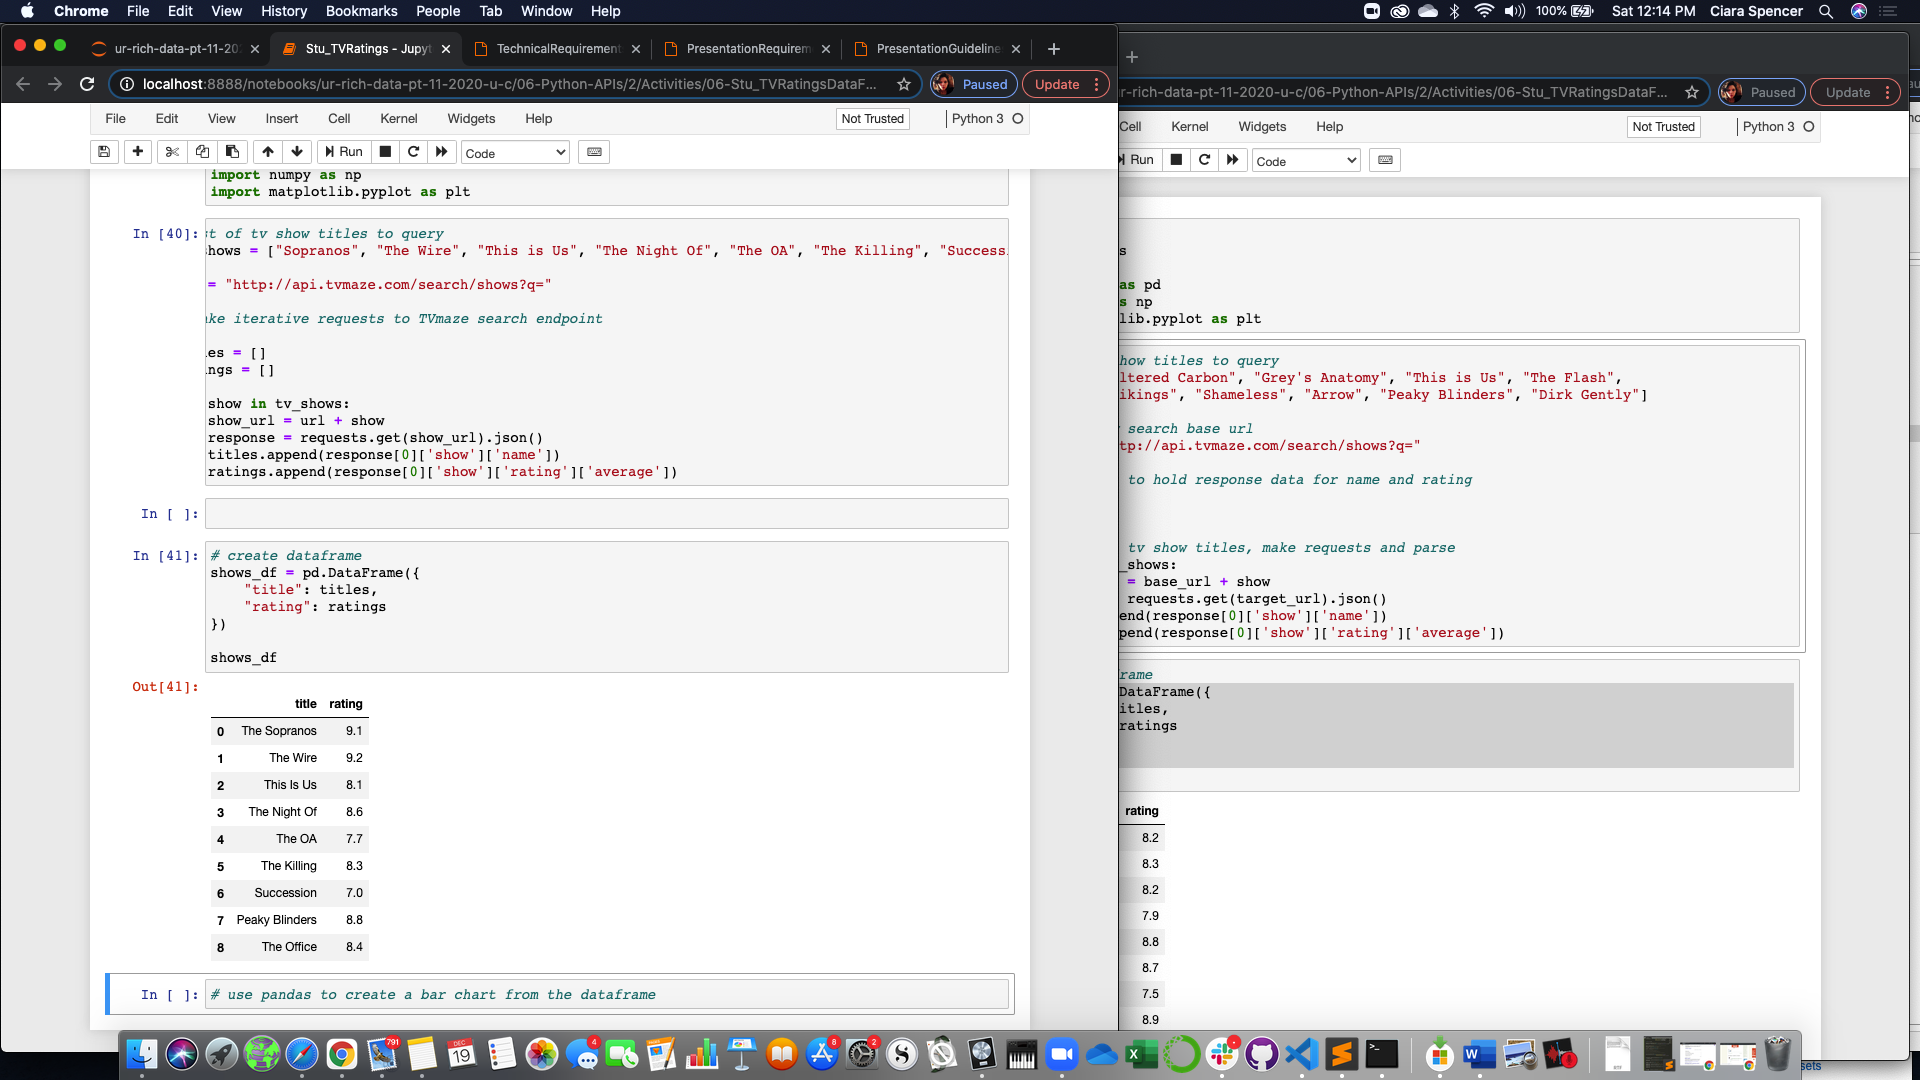 Chrome File Edit View History Bookmarks People Tab Window Help 100% Sat 12:14 PM Ciara Spencer
ur-rich-data-pt-11-20 Stu_TVRatings - Jupyt TechnicalRequirement PresentationRequirem PresentationGuideline
localhost:8888/notebooks/ur-rich-data-pt-11-2020-u-c/06-Python-APIs/2/Activities/06-Stu_TVRatingsDataF... Paused Update
File Edit View Insert Cell Kernel Widgets Help Not Trusted Python 3
Run Code
import numpy as np
import matplotlib.pyplot as plt
In [40]:
st of tv show titles to query
shows = ["Sopranos", "The Wire", "This is Us", "The Night Of", "The OA", "The Killing", "Success
= "http://api.tvmaze.com/search/shows?q="
ake iterative requests to TVmaze search endpoint
les = []
ings = []
show in tv_shows:
show_url = url + show
response = requests.get(show_url).json()
titles.append(response[0]['show']['name'])
ratings.append(response[0]['show']['rating']['average'])
In [ ]:
In [41]:
# create dataframe
shows_df = pd.DataFrame({
"title": titles,
"rating": ratings
})
shows_df
Out[41]:
title rating
0 The Sopranos 9.1
1 The Wire 9.2
2 This Is Us 8.1
3 The Night Of 8.6
4 The OA 7.7
5 The Killing 8.3
6 Succession 7.0
7 Peaky Blinders 8.8
8 The Office 8.4
In [ ]: # use pandas to create a bar chart from the dataframe
r-rich-data-pt-11-2020-u-c/06-Python-APIs/2/Activities/06-Stu_TVRatingsDataF... Paused Update
Cell Kernel Widgets Help Not Trusted Python 3
Run Code
s
as pd
s np
lib.pyplot as plt
how titles to query
ltered Carbon", "Grey's Anatomy", "This is Us", "The Flash",
ikings", "Shameless", "Arrow", "Peaky Blinders", "Dirk Gently"]
search base url
tp://api.tvmaze.com/search/shows?q="
to hold response data for name and rating
tv show titles, make requests and parse
_shows:
= base_url + show
requests.get(target_url).json()
end(response[0]['show']['name'])
pend(response[0]['show']['rating']['average'])
rame
DataFrame({
itles,
ratings
rating
8.2
8.3
8.2
7.9
8.8
8.7
7.5
8.9
791
DEC
19
4
6
2
sets